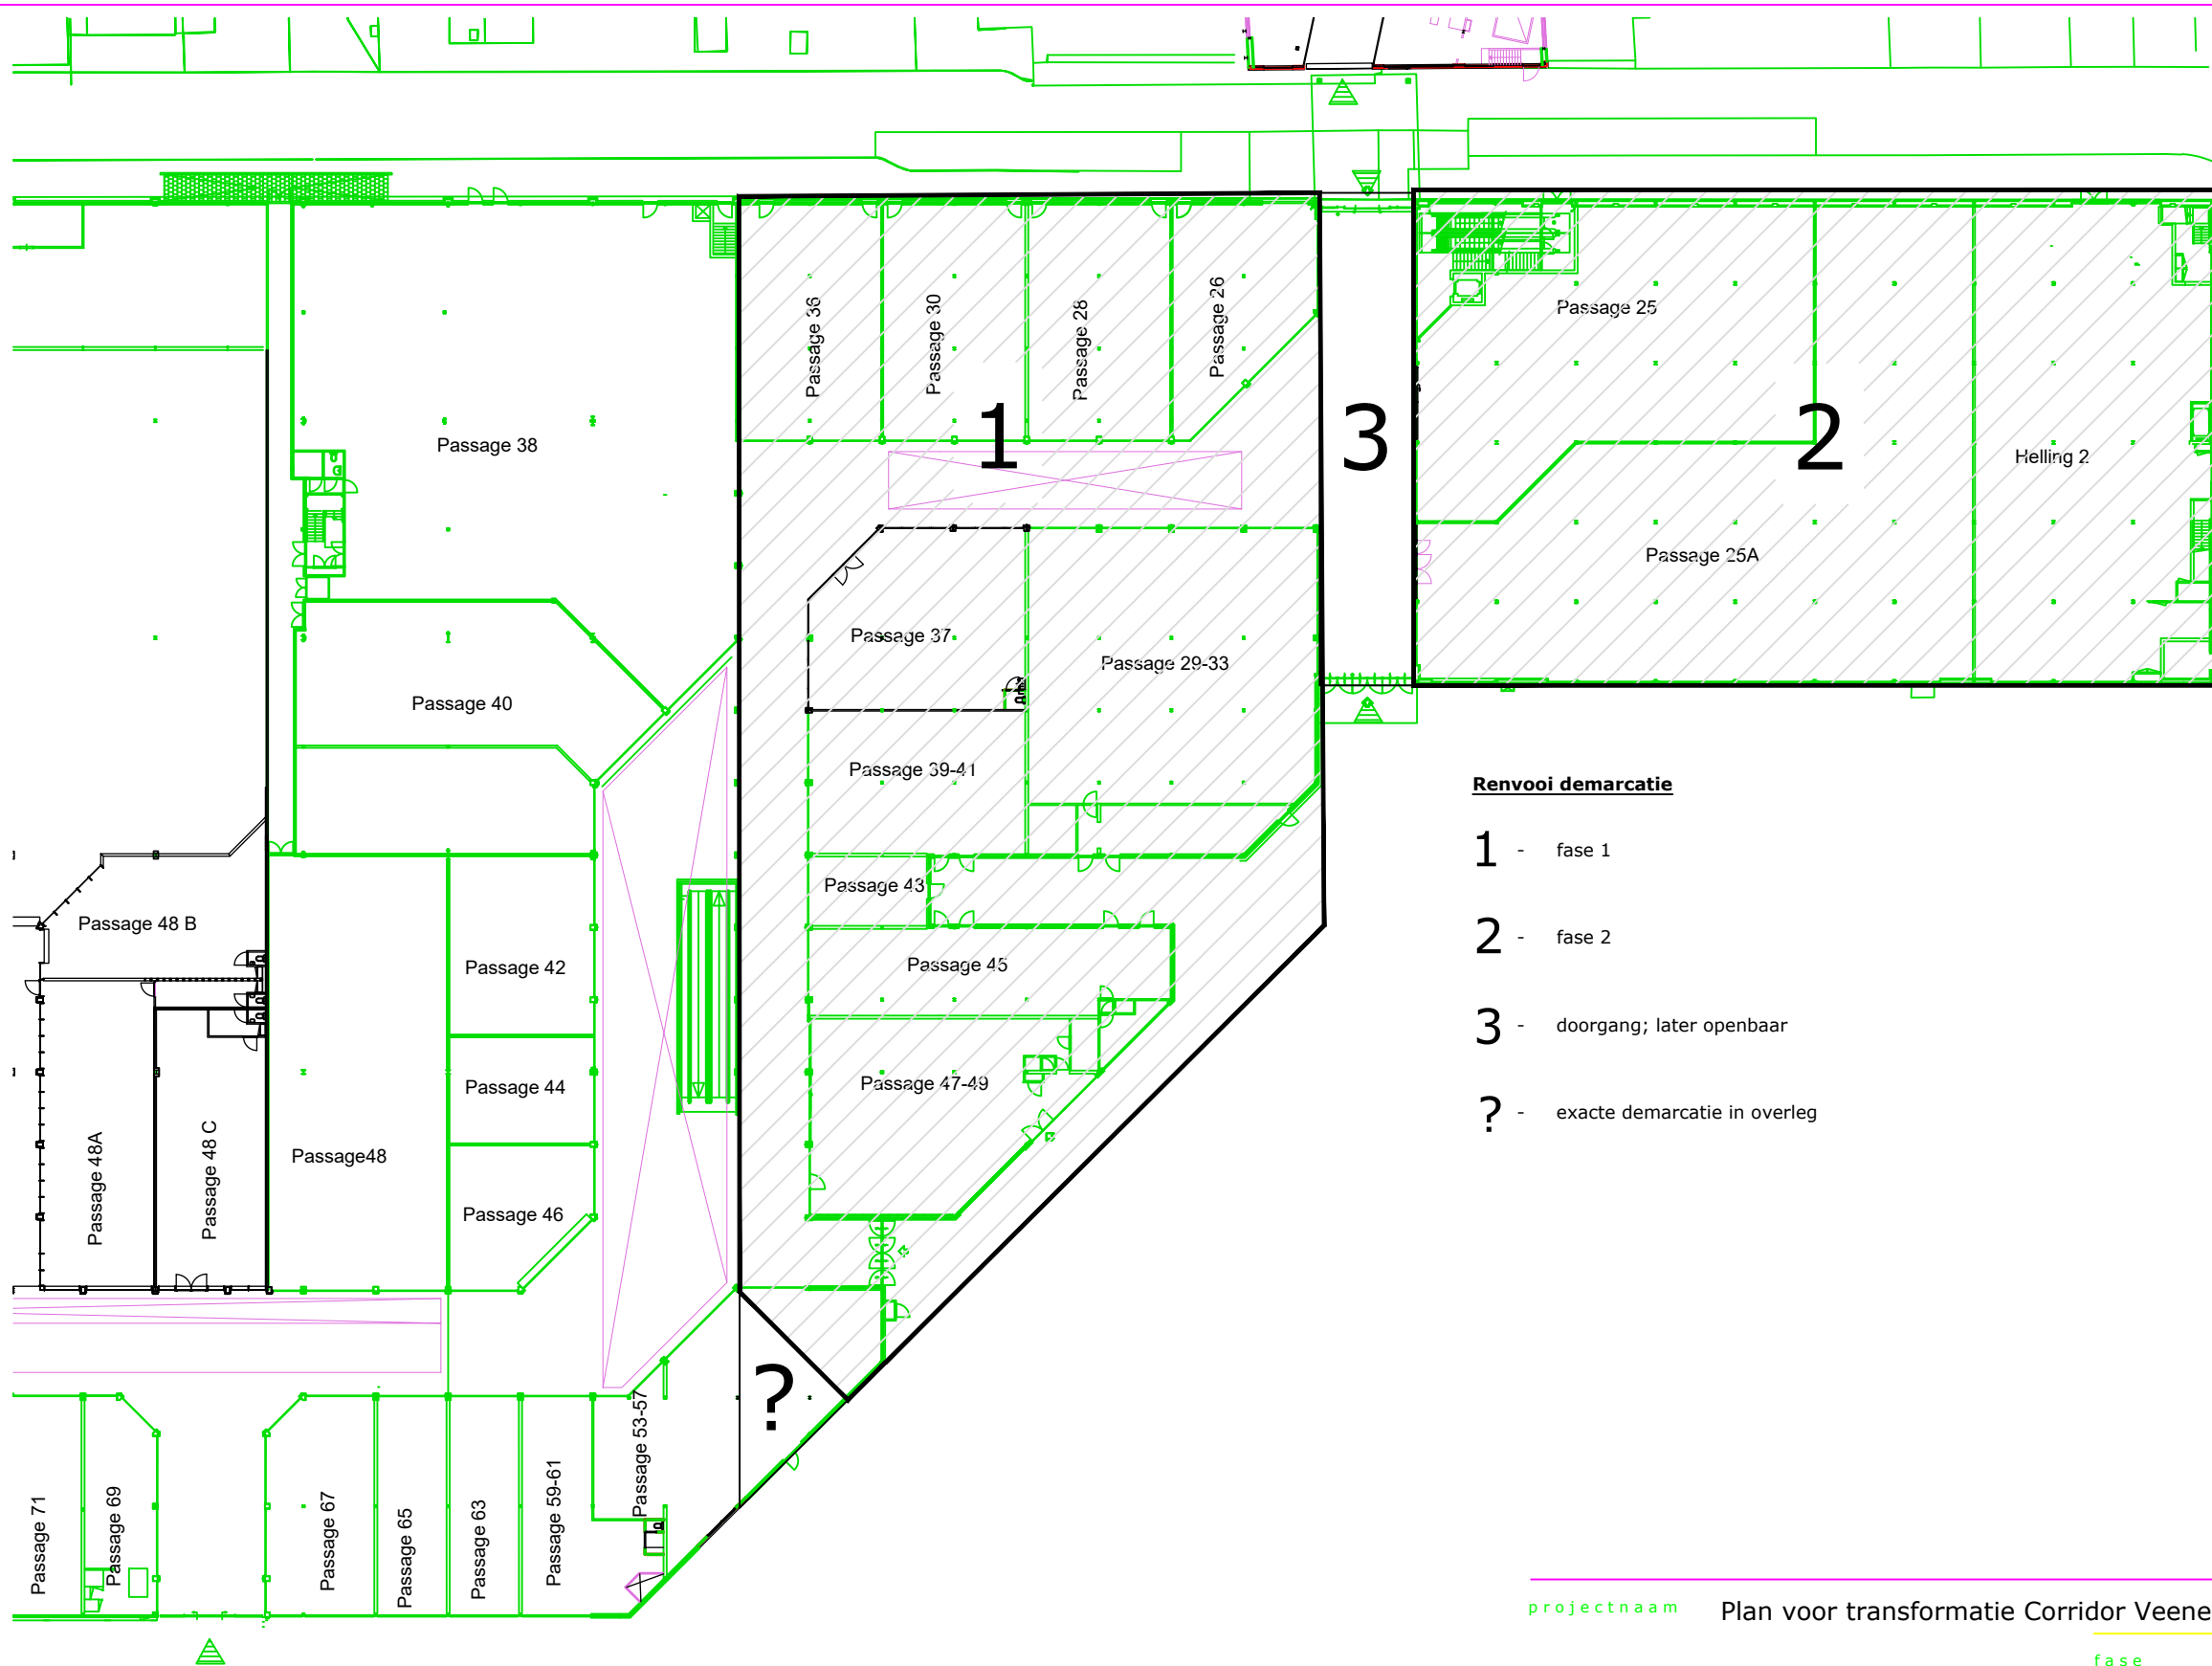 Passage 36
Passage 30
Passage 28
Passage 26
Passage 25
Passage 38
1
3
2
Helling 2
Passage 25A
Passage 37
Passage 29-33
Passage 40
Passage 39-41
Renvooi demarcatie
1 - fase 1
2 - fase 2
3 - doorgang; later openbaar
? - exacte demarcatie in overleg
Passage 43
Passage 48 B
Passage 42
Passage 45
Passage 44
Passage 47-49
Passage 48A
Passage 48 C
Passage48
Passage 46
?
Passage 53-57
Passage 71
Passage 69
Passage 67
Passage 65
Passage 63
Passage 59-61
projectnaam Plan voor transformatie Corridor Veene
fase